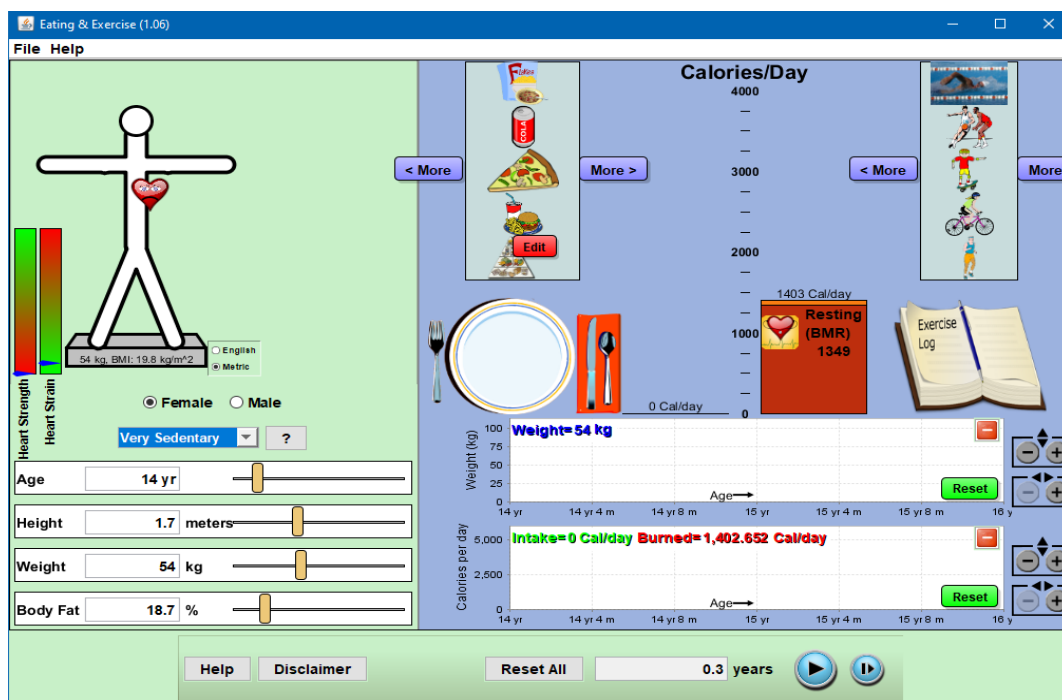 Eating & Exercise (1.06)
File Help
Calories/Day
4000
3000
2000
1000
0
FLaKes
COLA
< More
More >
Edit
< More
More
54 kg, BMI: 19.8 kg/m^2
English
Metric
Heart Strength
Heart Strain
Female Male
Very Sedentary ?
Age 14 yr
Height 1.7 meters
Weight 54 kg
Body Fat 18.7 %
0 Cal/day
1403 Cal/day
Resting
(BMR)
1349
Exercise
Log
Weight (kg)
100
75
50
25
0
Weight= 54 kg
Age
Reset
14 yr 14 yr 4 m 14 yr 8 m 15 yr 15 yr 4 m 15 yr 8 m 16 y
Calories per day
5,000
2,500
0
Intake= 0 Cal/day Burned= 1,402.652 Cal/day
Age
Reset
14 yr 14 yr 4 m 14 yr 8 m 15 yr 15 yr 4 m 15 yr 8 m 16 y
Help Disclaimer Reset All 0.3 years